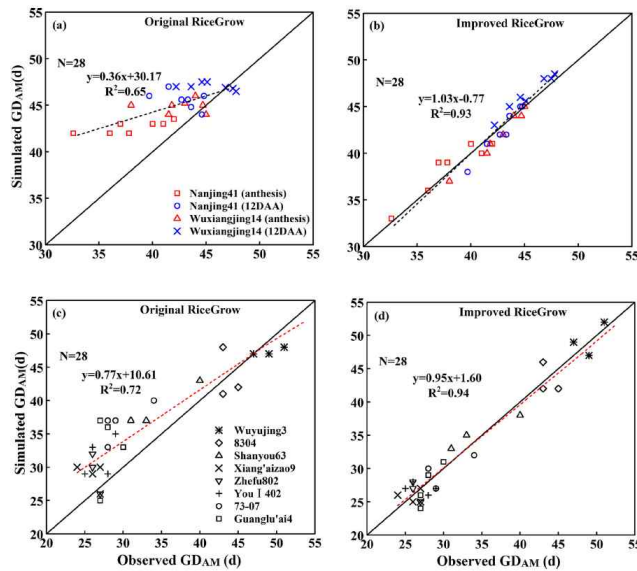 (a) Original RiceGrow
N=28
y=0.36x+30.17
R²=0.65
Nanjing41 (anthesis)
Nanjing41 (12DAA)
Wuxiangjing14 (anthesis)
Wuxiangjing14 (12DAA)
Simulated GDAM(d)
55
50
45
40
35
30
30 35 40 45 50 55
(b) Improved RiceGrow
N=28
y=1.03x-0.77
R²=0.93
55
50
45
40
35
30
30 35 40 45 50 55
(c) Original RiceGrow
N=28
y=0.77x+10.61
R²=0.72
Wuyujing3
8304
Shanyou63
Xiang'aizao9
Zhefu802
You I 402
73-07
Guanglu'ai4
Simulated GDAM(d)
55
50
45
40
35
30
25
20
20 25 30 35 40 45 50 55
Observed GDAM (d)
(d) Improved RiceGrow
N=28
y=0.95x+1.60
R²=0.94
55
50
45
40
35
30
25
20
20 25 30 35 40 45 50 55
Observed GDAM (d)